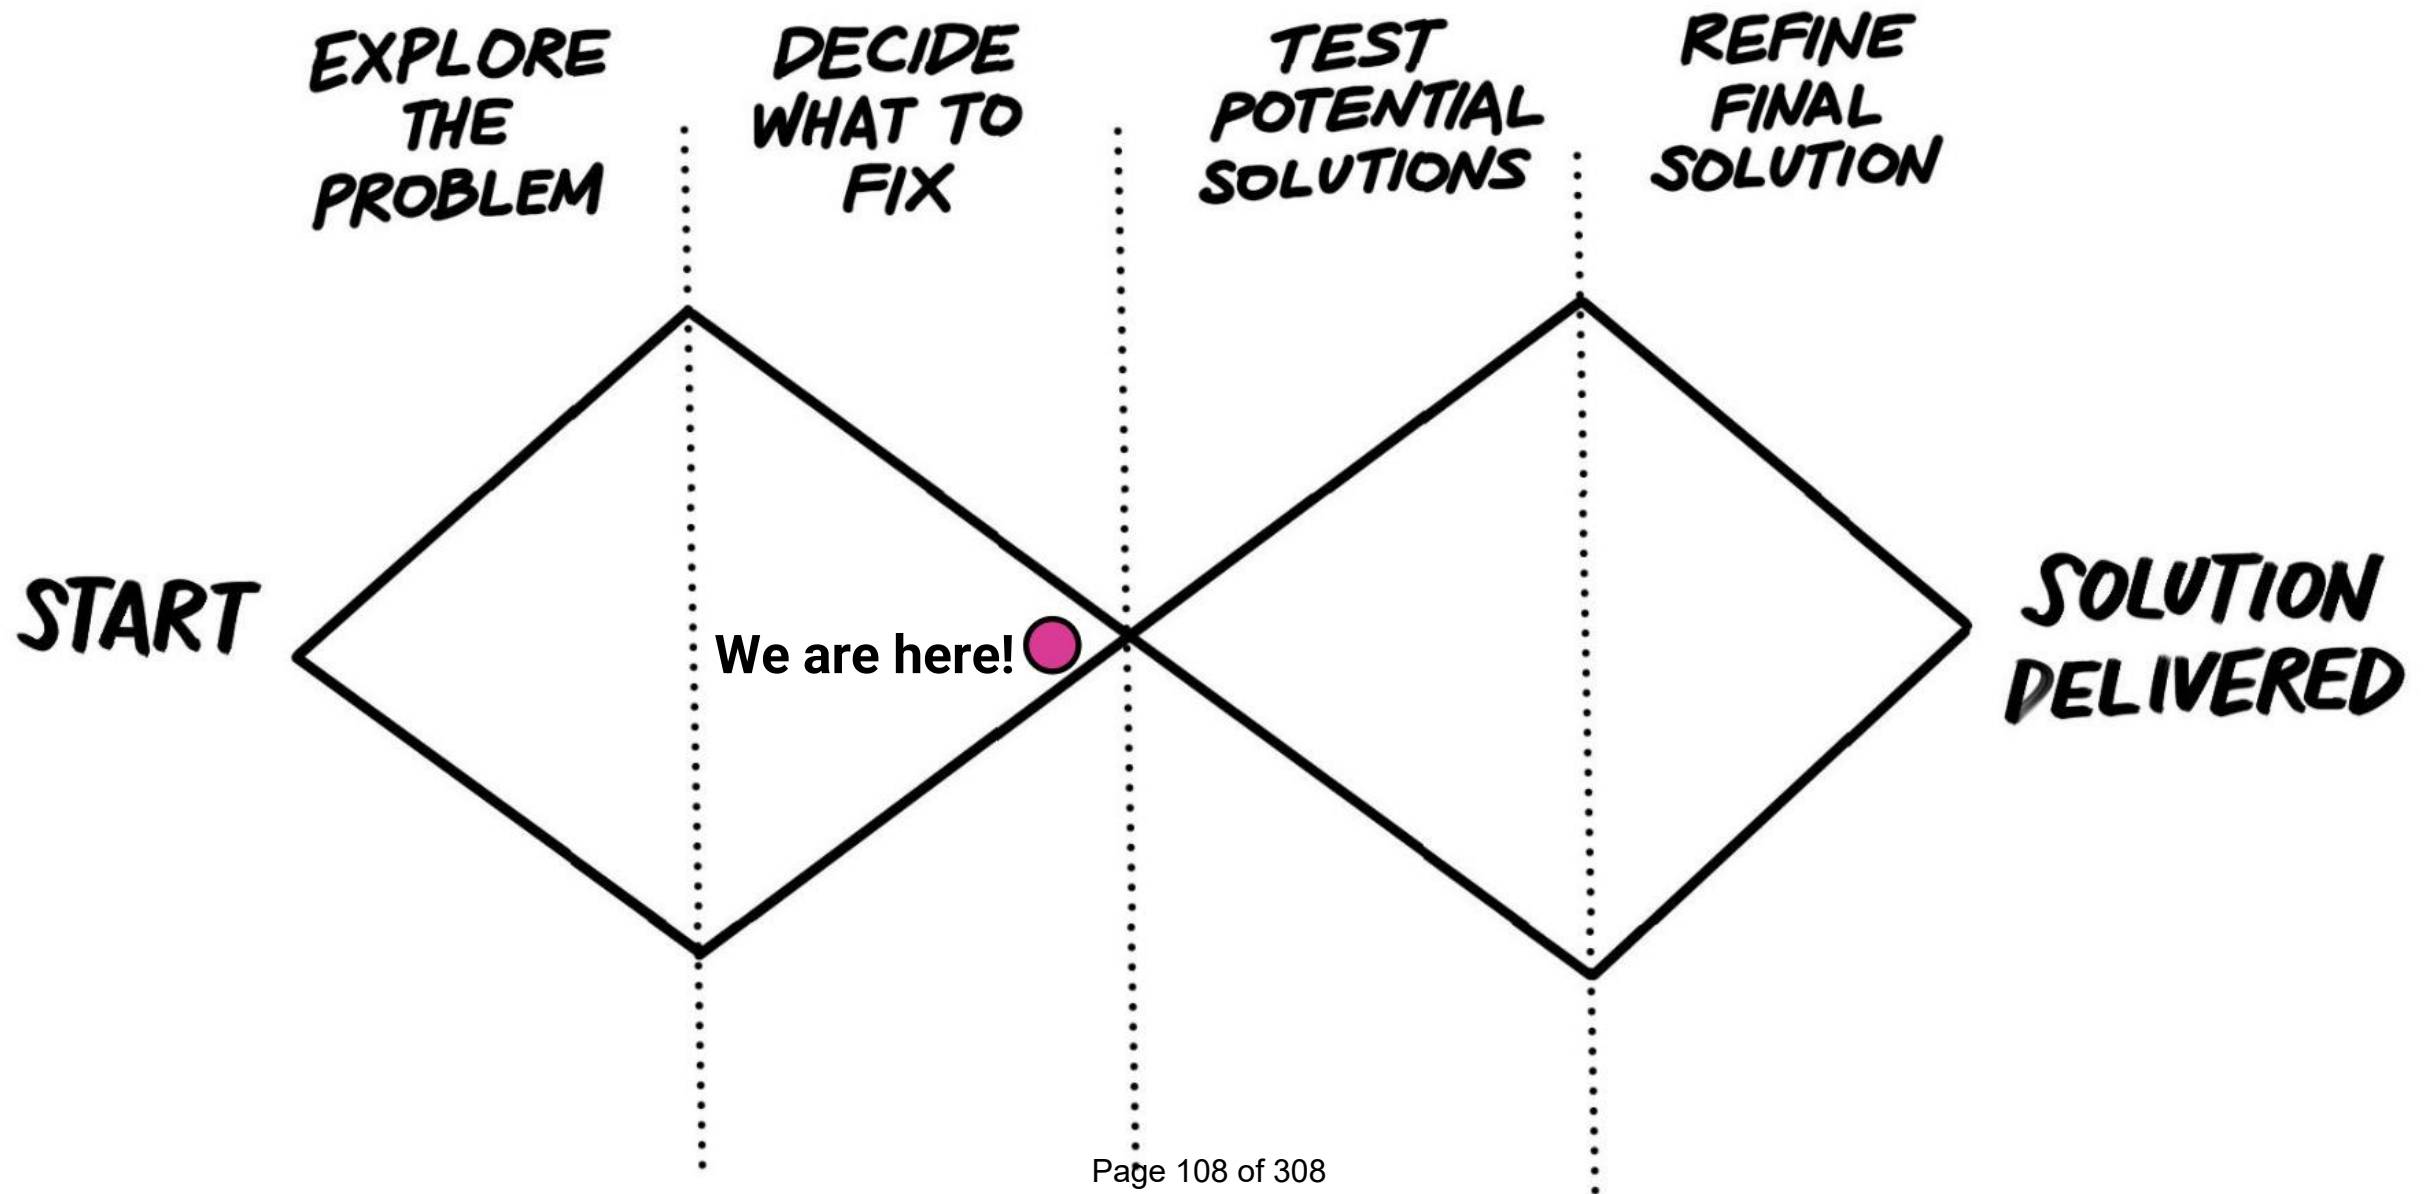 EXPLORE
THE
PROBLEM
DECIDE
WHAT TO
FIX
TEST
POTENTIAL
SOLUTIONS
REFINE
FINAL
SOLUTION
START
We are here!
SOLUTION
DELIVERED
Page 108 of 308